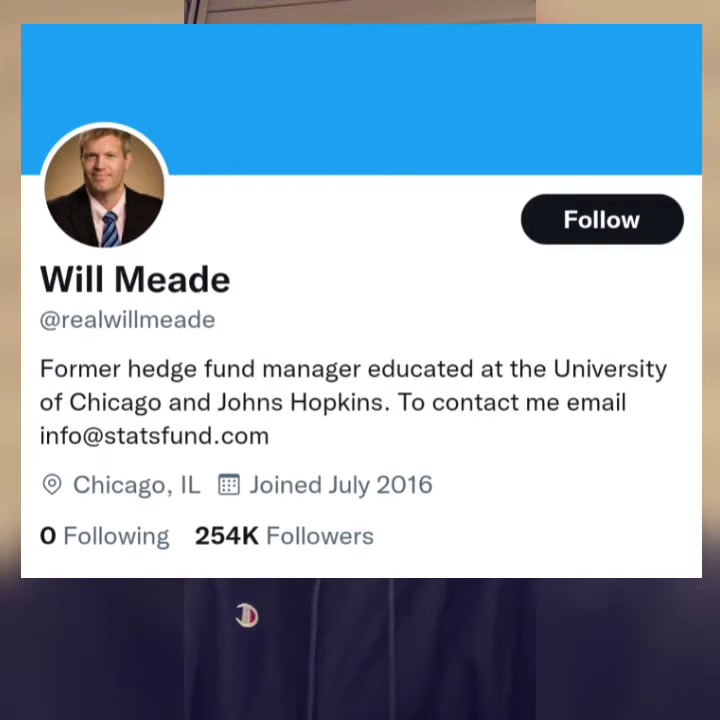 Follow
Will Meade
@realwillmeade
Former hedge fund manager educated at the University
of Chicago and Johns Hopkins. To contact me email
info@statsfund.com
Chicago, IL Joined July 2016
0 Following 254K Followers